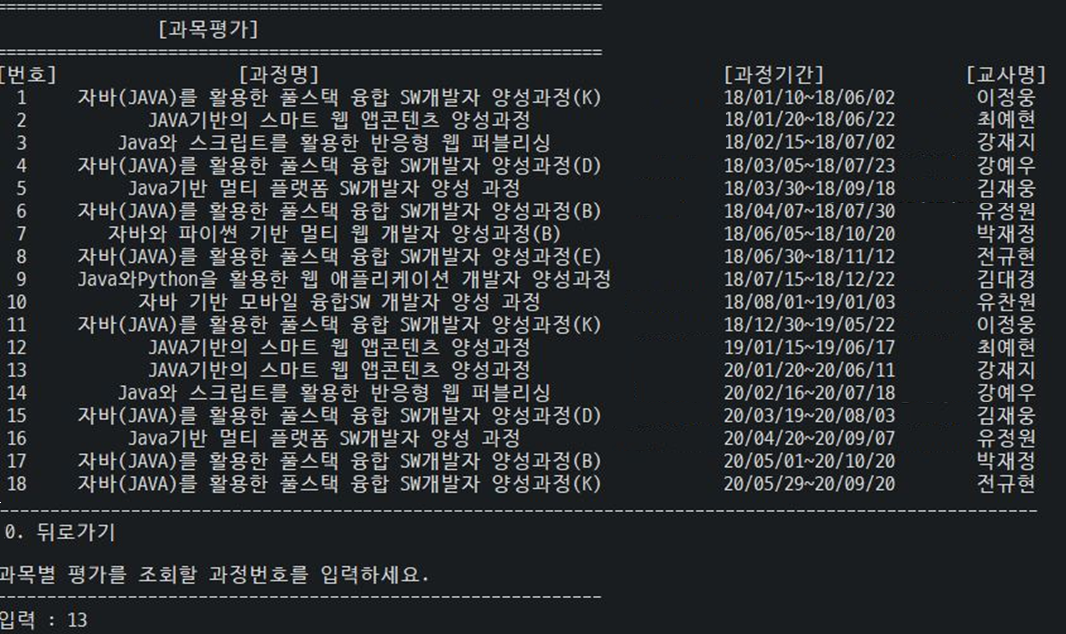 ============================================================
[과목평가]
============================================================
[번호] [과정명] [과정기간] [교사명]
1 자바(JAVA)를 활용한 풀스택 융합 SW개발자 양성과정(K) 18/01/10~18/06/02 이정웅
2 JAVA기반의 스마트 웹 앱콘텐츠 양성과정 18/01/20~18/06/22 최예현
3 Java와 스크립트를 활용한 반응형 웹 퍼블리싱 18/02/15~18/07/02 강재지
4 자바(JAVA)를 활용한 풀스택 융합 SW개발자 양성과정(D) 18/03/05~18/07/23 강예우
5 Java기반 멀티 플랫폼 SW개발자 양성 과정 18/03/30~18/09/18 김재웅
6 자바(JAVA)를 활용한 풀스택 융합 SW개발자 양성과정(B) 18/04/07~18/07/30 유정원
7 자바와 파이썬 기반 멀티 웹 개발자 양성과정(B) 18/06/05~18/10/20 박재정
8 자바(JAVA)를 활용한 풀스택 융합 SW개발자 양성과정(E) 18/06/30~18/11/12 전규현
9 Java와Python을 활용한 웹 애플리케이션 개발자 양성과정 18/07/15~18/12/22 김대경
10 자바 기반 모바일 융합SW 개발자 양성 과정 18/08/01~19/01/03 유찬원
11 자바(JAVA)를 활용한 풀스택 융합 SW개발자 양성과정(K) 18/12/30~19/05/22 이정웅
12 JAVA기반의 스마트 웹 앱콘텐츠 양성과정 19/01/15~19/06/17 최예현
13 JAVA기반의 스마트 웹 앱콘텐츠 양성과정 20/01/20~20/06/11 강재지
14 Java와 스크립트를 활용한 반응형 웹 퍼블리싱 20/02/16~20/07/18 강예우
15 자바(JAVA)를 활용한 풀스택 융합 SW개발자 양성과정(D) 20/03/19~20/08/03 김재웅
16 Java기반 멀티 플랫폼 SW개발자 양성 과정 20/04/20~20/09/07 유정원
17 자바(JAVA)를 활용한 풀스택 융합 SW개발자 양성과정(B) 20/05/01~20/10/20 박재정
18 자바(JAVA)를 활용한 풀스택 융합 SW개발자 양성과정(K) 20/05/29~20/09/20 전규현
--------------------------------------------------------------------------------------------------------
0. 뒤로가기
과목별 평가를 조회할 과정번호를 입력하세요.
------------------------------------------------------------
입력 : 13